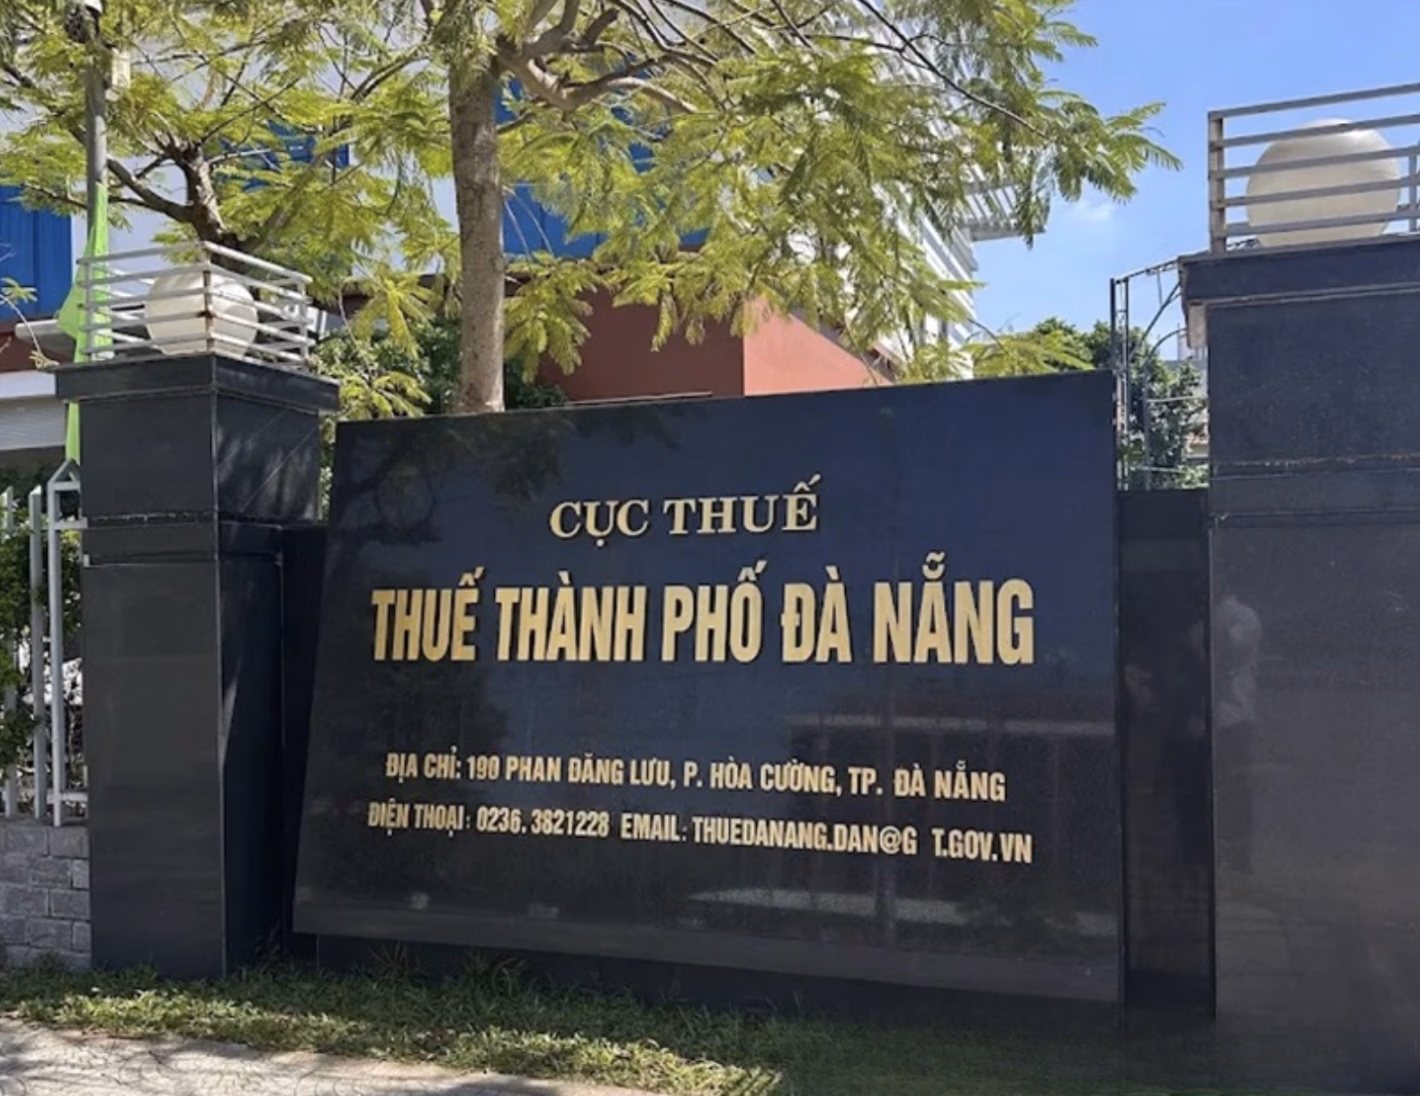 CỤC THUẾ
THUẾ THÀNH PHỐ ĐÀ NẴNG
ĐỊA CHỈ: 190 PHAN ĐĂNG LƯU, P. HÒA CƯỜNG, TP. ĐÀ NẴNG
ĐIỆN THOẠI: 0236. 3821228 EMAIL: THUEDANANG.DAN@G T.GOV.VN